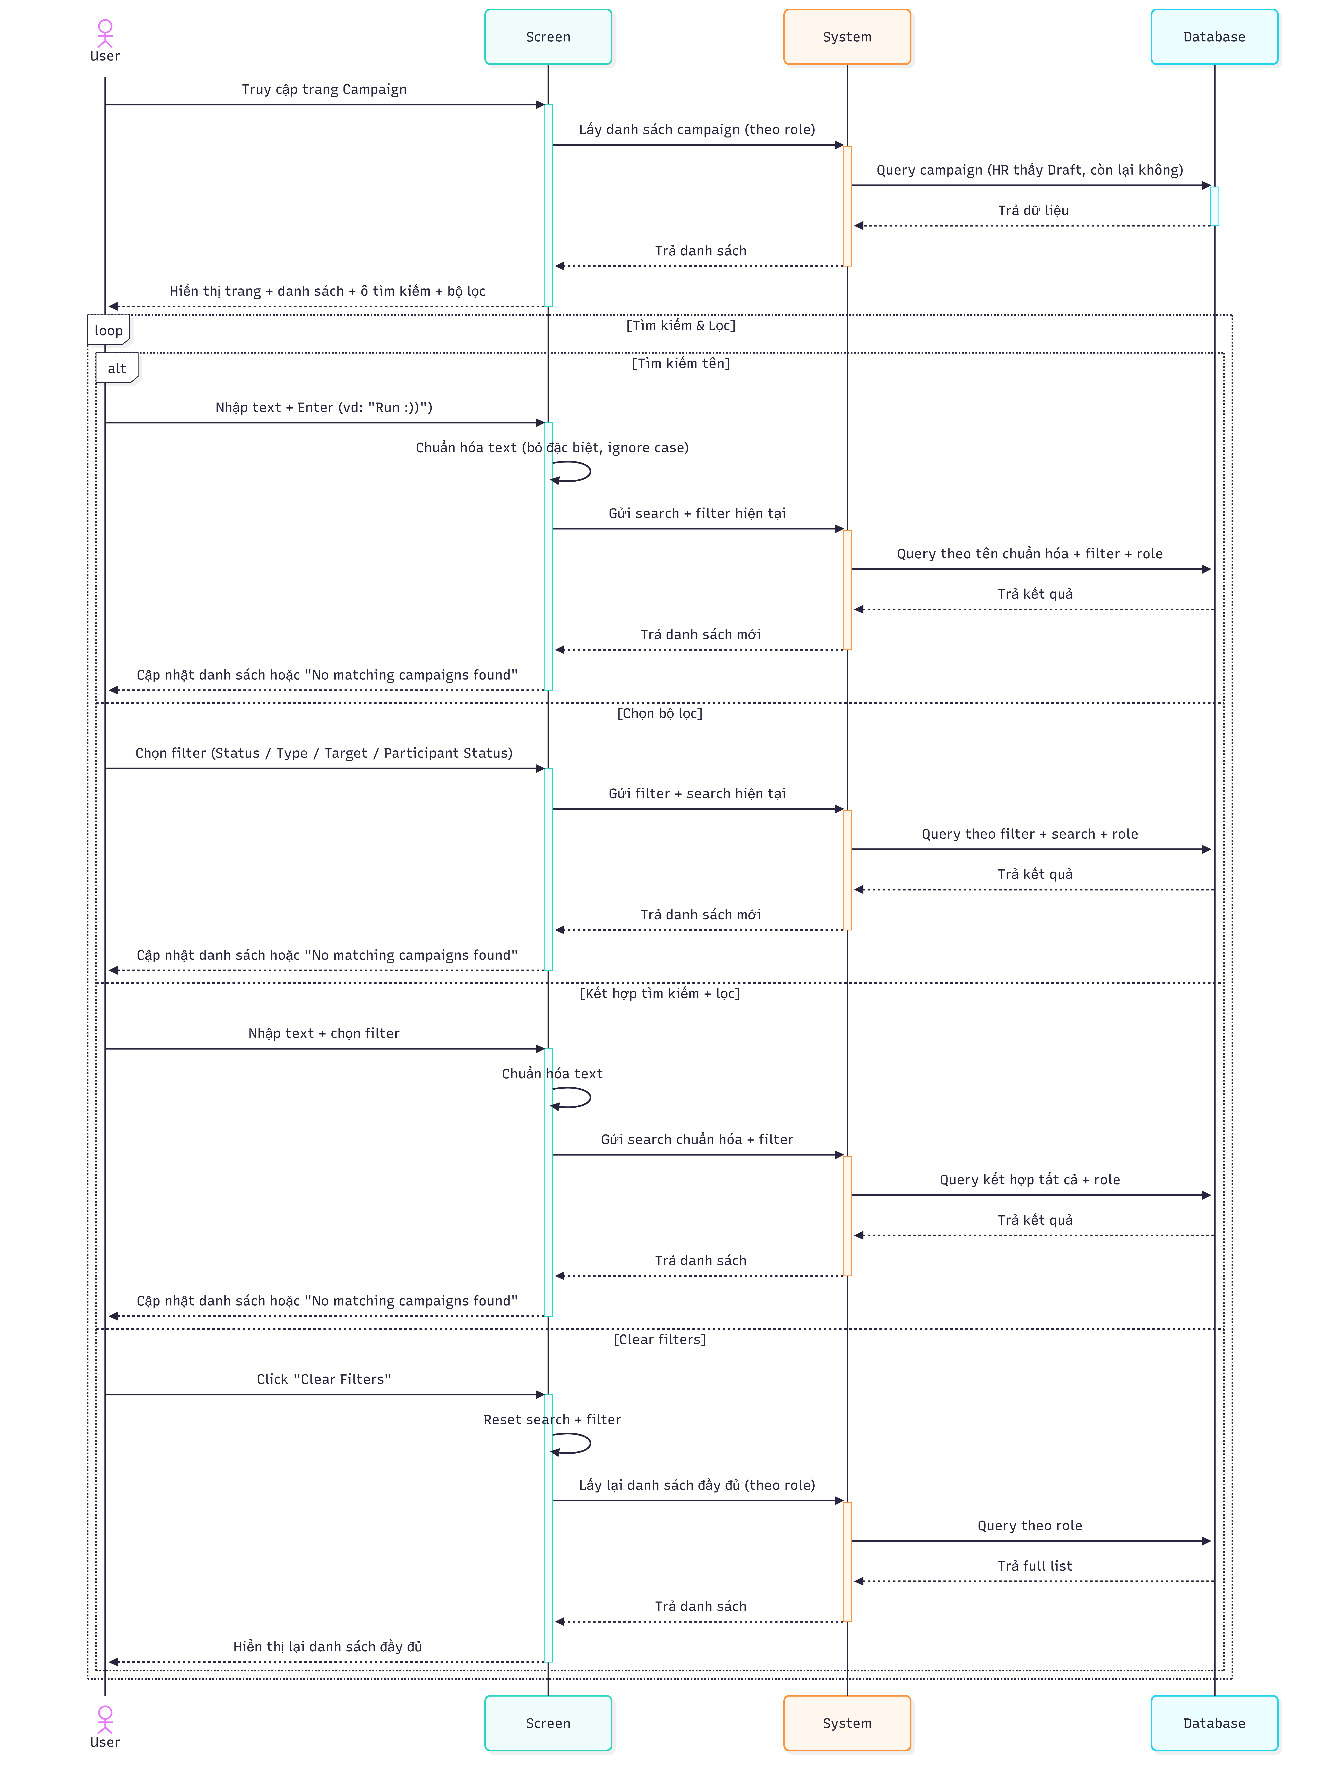 User
Screen
System
Database
Truy cập trang Campaign
Lấy danh sách campaign (theo role)
Query campaign (HR thấy Draft, còn lại không)
Trả dữ liệu
Trả danh sách
Hiển thị trang + danh sách + ô tìm kiếm + bộ lọc
loop
[Tìm kiếm & Lọc]
alt
[Tìm kiếm tên]
Nhập text + Enter (vd: "Run :))")
Chuẩn hóa text (bỏ đặc biệt, ignore case)
Gửi search + filter hiện tại
Query theo tên chuẩn hóa + filter + role
Trả kết quả
Trả danh sách mới
Cập nhật danh sách hoặc "No matching campaigns found"
[Chọn bộ lọc]
Chọn filter (Status / Type / Target / Participant Status)
Gửi filter + search hiện tại
Query theo filter + search + role
Trả kết quả
Trả danh sách mới
Cập nhật danh sách hoặc "No matching campaigns found"
[Kết hợp tìm kiếm + lọc]
Nhập text + chọn filter
Chuẩn hóa text
Gửi search chuẩn hóa + filter
Query kết hợp tất cả + role
Trả kết quả
Trả danh sách
Cập nhật danh sách hoặc "No matching campaigns found"
[Clear filters]
Click "Clear Filters"
Reset search + filter
Lấy lại danh sách đầy đủ (theo role)
Query theo role
Trả full list
Trả danh sách
Hiển thị lại danh sách đầy đủ
User
Screen
System
Database